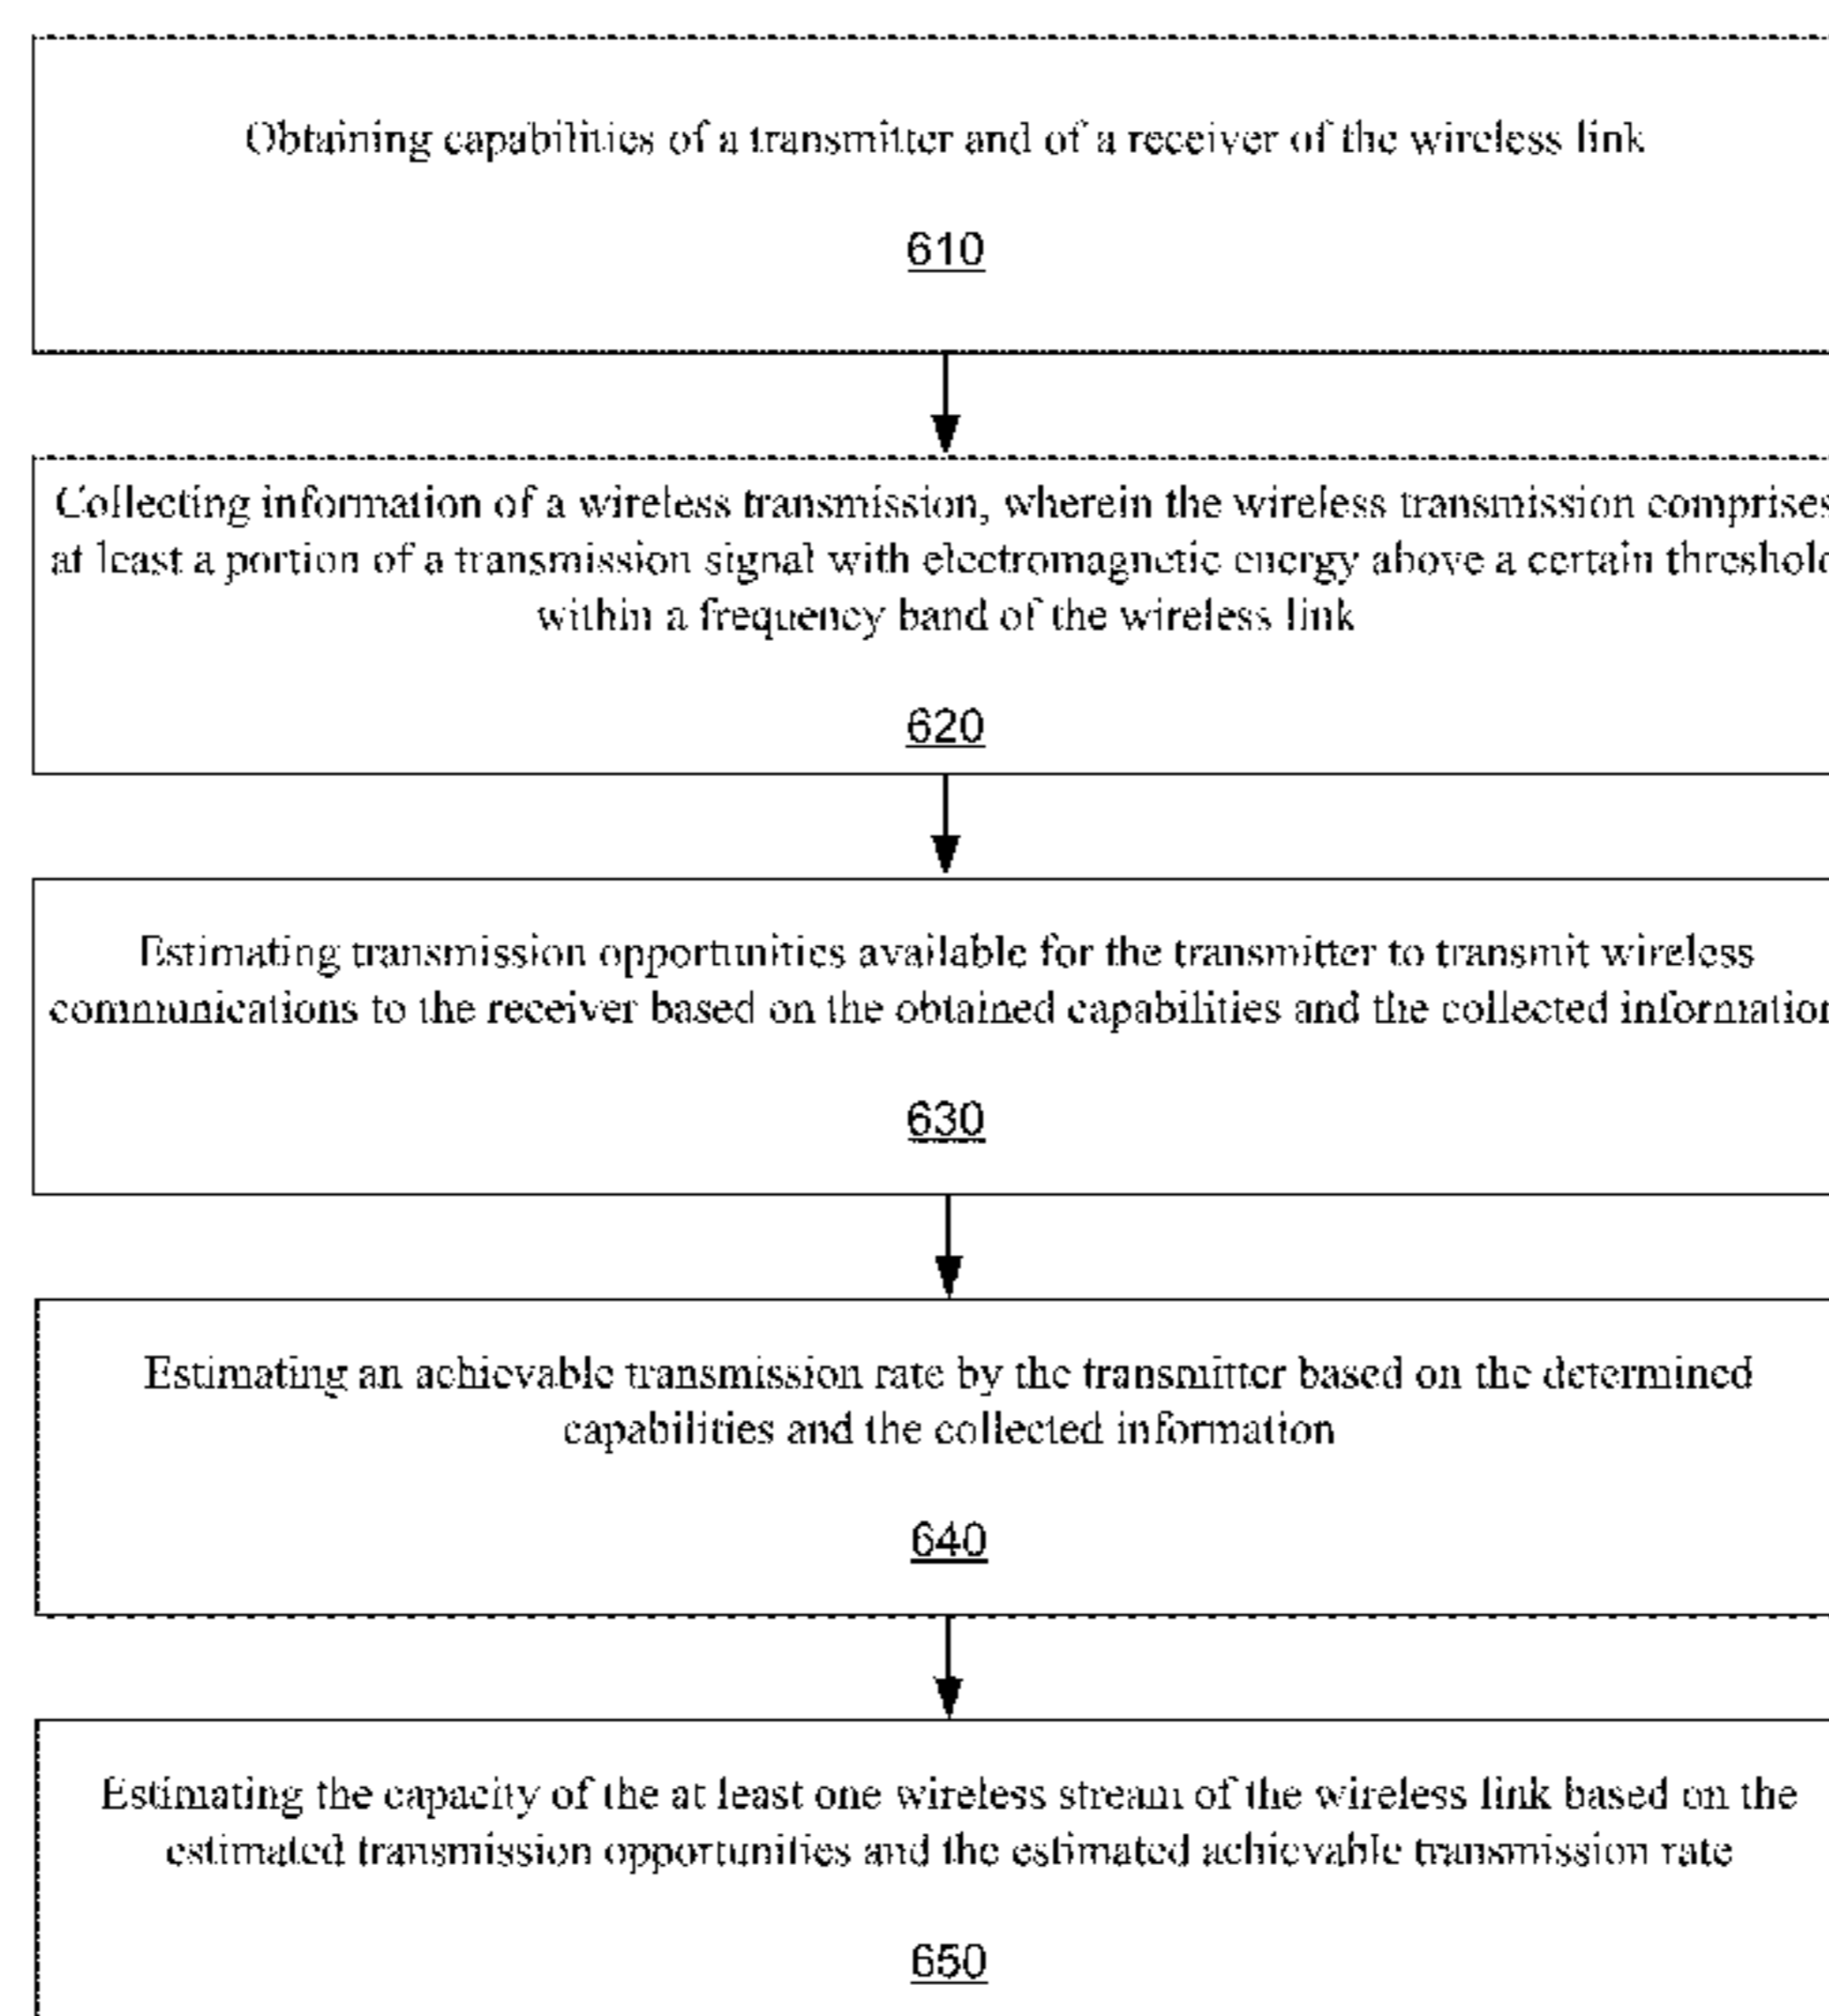 Obtaining capabilities of a transmitter and of a receiver of the wireless link
610
Collecting information of a wireless transmission, wherein the wireless transmission comprises
at least a portion of a transmission signal with electromagnetic energy above a certain threshold
within a frequency band of the wireless link
620
Estimating transmission opportunities available for the transmitter to transmit wireless
communications to the receiver based on the obtained capabilities and the collected information
630
Estimating an achievable transmission rate by the transmitter based on the determined
capabilities and the collected information
640
Estimating the capacity of the at least one wireless stream of the wireless link based on the
estimated transmission opportunities and the estimated achievable transmission rate
650